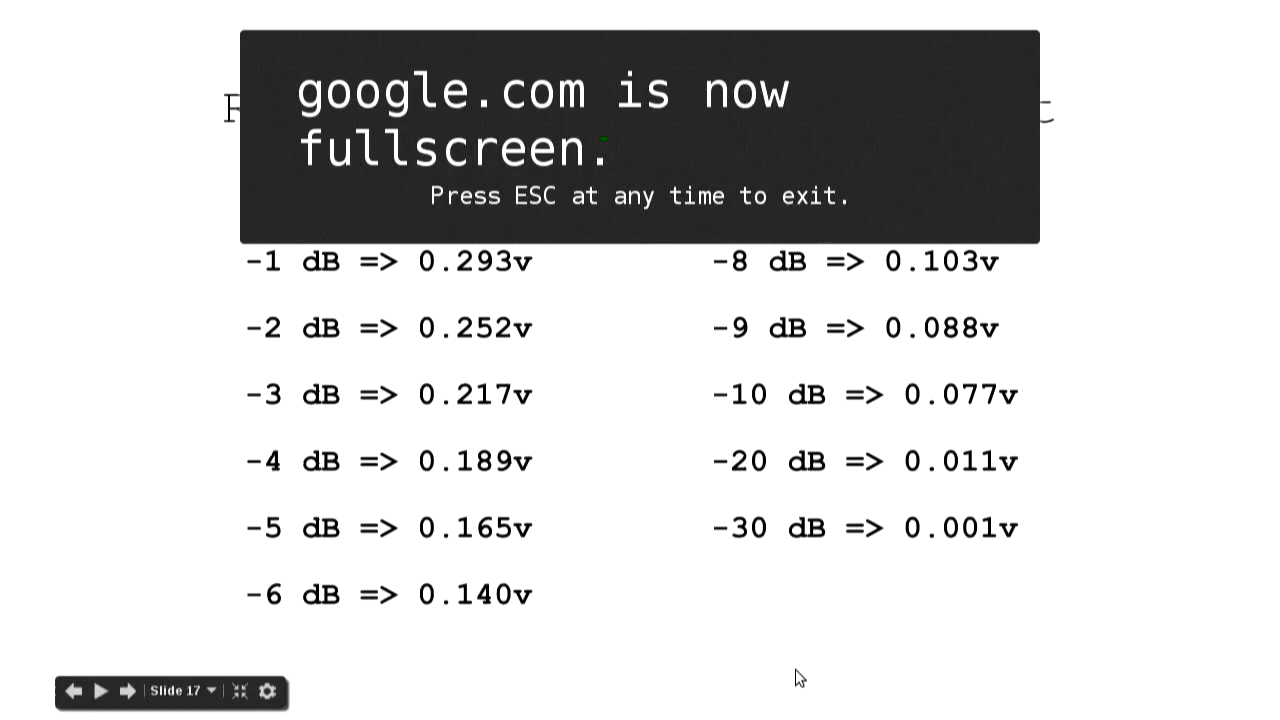 google.com is now
fullscreen.
Press ESC at any time to exit.
-1 dB => 0.293v
-2 dB => 0.252v
-3 dB => 0.217v
-4 dB => 0.189v
-5 dB => 0.165v
-6 dB => 0.140v
-8 dB => 0.103v
-9 dB => 0.088v
-10 dB => 0.077v
-20 dB => 0.011v
-30 dB => 0.001v
Slide 17